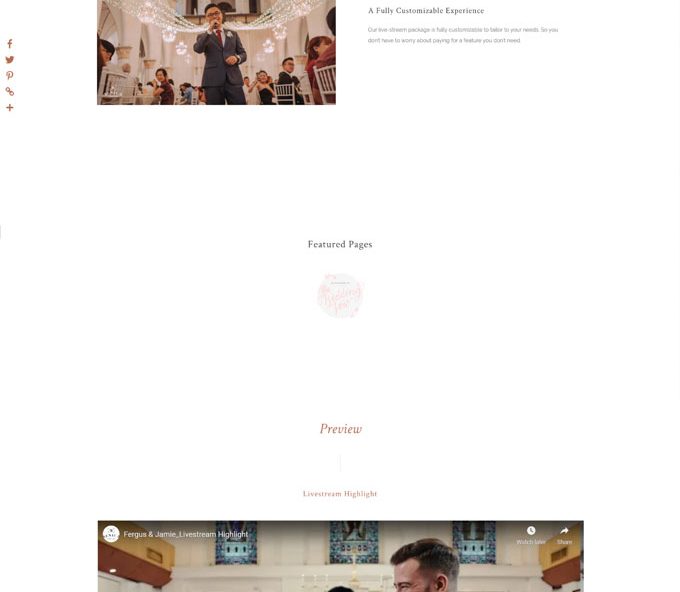 A Fully Customizable Experience
Our live-stream package is fully customizable to tailor to your needs. So you
don't have to worry about paying for a feature you don't need.
Featured Pages
wedding
you
Preview
Livestream Highlight
Fergus & Jamie_Livestream Highlight
Watch later
Share